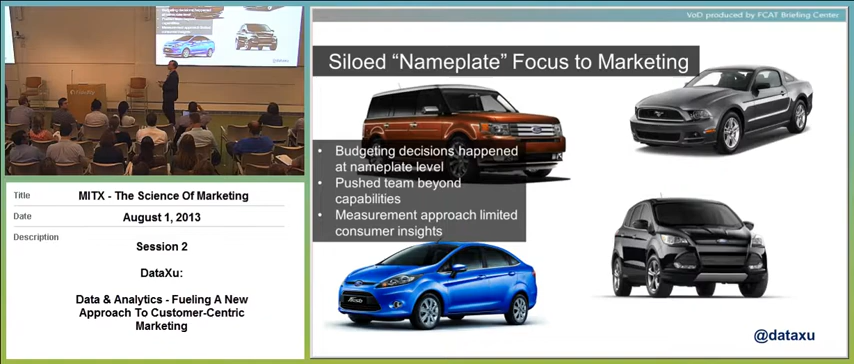 VoD produced by FCAT Briefing Center
Siloed “Nameplate” Focus to Marketing
• Budgeting decisions happened
at nameplate level
• Pushed team beyond
capabilities
• Measurement approach limited
consumer insights
@dataxu
Title MITX - The Science Of Marketing
Date August 1, 2013
Description
Session 2
DataXu:
Data & Analytics - Fueling A New
Approach To Customer-Centric
Marketing